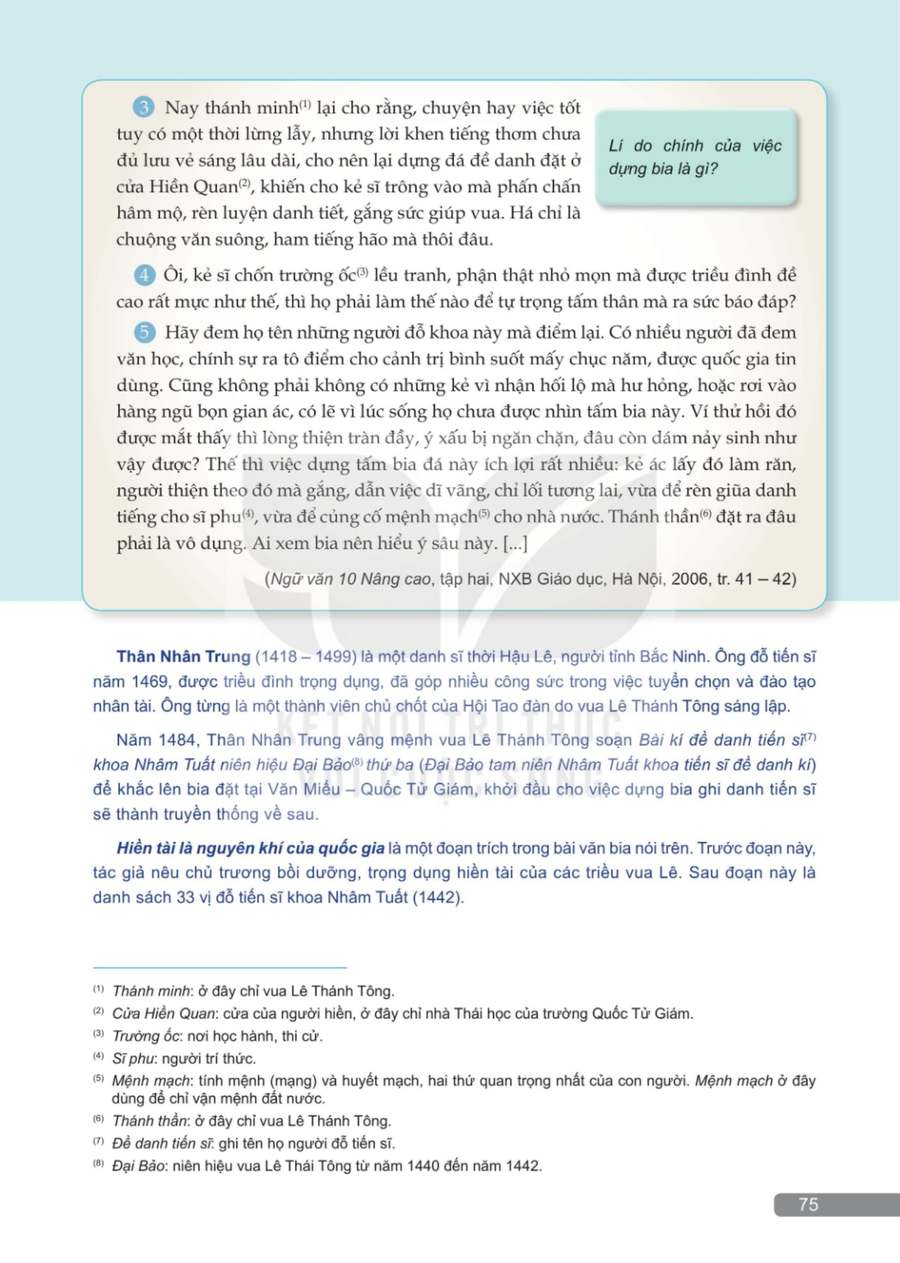 3 Nay thánh minh(1) lại cho rằng, chuyện hay việc tốt
tuy có một thời lừng lẫy, nhưng lời khen tiếng thơm chưa
đủ lưu vẻ sáng lâu dài, cho nên lại dựng đá đề danh đặt ở
cửa Hiền Quan(2), khiến cho kẻ sĩ trông vào mà phấn chấn
hâm mộ, rèn luyện danh tiết, gắng sức giúp vua. Há chỉ là
chuộng văn suông, ham tiếng hão mà thôi đâu.
Lí do chính của việc
dựng bia là gì?
4 Ôi, kẻ sĩ chốn trường ốc(3) lều tranh, phận thật nhỏ mọn mà được triều đình đề
cao rất mực như thế, thì họ phải làm thế nào để tự trọng tấm thân mà ra sức báo đáp?
5 Hãy đem họ tên những người đỗ khoa này mà điểm lại. Có nhiều người đã đem
văn học, chính sự ra tô điểm cho cảnh trị bình suốt mấy chục năm, được quốc gia tin
dùng. Cũng không phải không có những kẻ vì nhận hối lộ mà hư hỏng, hoặc rơi vào
hàng ngũ bọn gian ác, có lẽ vì lúc sống họ chưa được nhìn tấm bia này. Ví thử hồi đó
được mắt thấy thì lòng thiện tràn đầy, ý xấu bị ngăn chặn, đâu còn dám nảy sinh như
vậy được? Thế thì việc dựng tấm bia đá này ích lợi rất nhiều: kẻ ác lấy đó làm răn,
người thiện theo đó mà gắng, dẫn việc dĩ vãng, chỉ lối tương lai, vừa để rèn giũa danh
tiếng cho sĩ phu(4), vừa để củng cố mệnh mạch(5) cho nhà nước. Thánh thần(6) đặt ra đâu
phải là vô dụng. Ai xem bia nên hiểu ý sâu này. [...]
(Ngữ văn 10 Nâng cao, tập hai, NXB Giáo dục, Hà Nội, 2006, tr. 41 – 42)
Thân Nhân Trung (1418 – 1499) là một danh sĩ thời Hậu Lê, người tỉnh Bắc Ninh. Ông đỗ tiến sĩ
năm 1469, được triều đình trọng dụng, đã góp nhiều công sức trong việc tuyển chọn và đào tạo
nhân tài. Ông từng là một thành viên chủ chốt của Hội Tao đàn do vua Lê Thánh Tông sáng lập.
KẾT NỐI TRI THỨC
Năm 1484, Thân Nhân Trung vâng mệnh vua Lê Thánh Tông soạn Bài kí đề danh tiến sĩ(7)
khoa Nhâm Tuất niên hiệu Đại Bảo(8) thứ ba (Đại Bảo tam niên Nhâm Tuất khoa tiến sĩ đề danh kí)
VỚI CUỘC SỐNG
để khắc lên bia đặt tại Văn Miếu – Quốc Tử Giám, khởi đầu cho việc dựng bia ghi danh tiến sĩ
sẽ thành truyền thống về sau.
Hiền tài là nguyên khí của quốc gia là một đoạn trích trong bài văn bia nói trên. Trước đoạn này,
tác giả nêu chủ trương bồi dưỡng, trọng dụng hiền tài của các triều vua Lê. Sau đoạn này là
danh sách 33 vị đỗ tiến sĩ khoa Nhâm Tuất (1442).
(1) Thánh minh: ở đây chỉ vua Lê Thánh Tông.
(2) Cửa Hiền Quan: cửa của người hiền, ở đây chỉ nhà Thái học của trường Quốc Tử Giám.
(3) Trường ốc: nơi học hành, thi cử.
(4) Sĩ phu: người trí thức.
(5) Mệnh mạch: tính mệnh (mạng) và huyết mạch, hai thứ quan trọng nhất của con người. Mệnh mạch ở đây
dùng để chỉ vận mệnh đất nước.
(6) Thánh thần: ở đây chỉ vua Lê Thánh Tông.
(7) Đề danh tiến sĩ: ghi tên họ người đỗ tiến sĩ.
(8) Đại Bảo: niên hiệu vua Lê Thái Tông từ năm 1440 đến năm 1442.
75